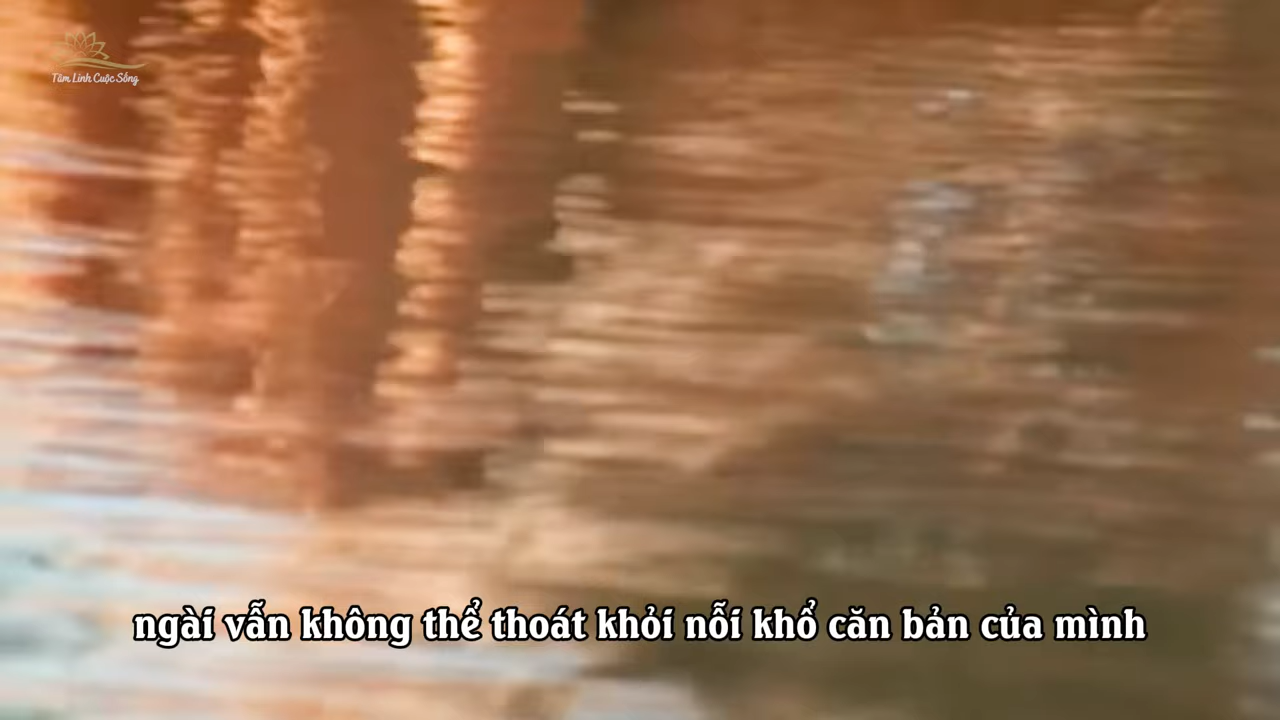 Tâm Linh Cuộc Sống
ngài vẫn không thể thoát khỏi nỗi khổ căn bản của mình